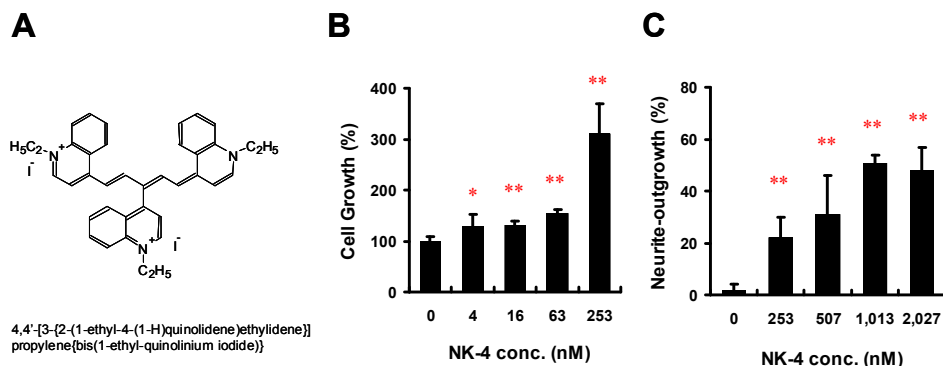 A
H5C2
N
+
I-
N
C2H5
N
+
I-
C2H5
4,4'-[3-{2-(1-ethyl-4-(1-H)quinolidene)ethylidene}]
propylene{bis(1-ethyl-quinolinium iodide)}
B
Cell Growth (%)
400
300
200
100
0
*
**
**
**
0 4 16 63 253
NK-4 conc. (nM)
C
Neurite-outgrowth (%)
80
60
40
20
0
**
**
**
**
0 253 507 1,013 2,027
NK-4 conc. (nM)